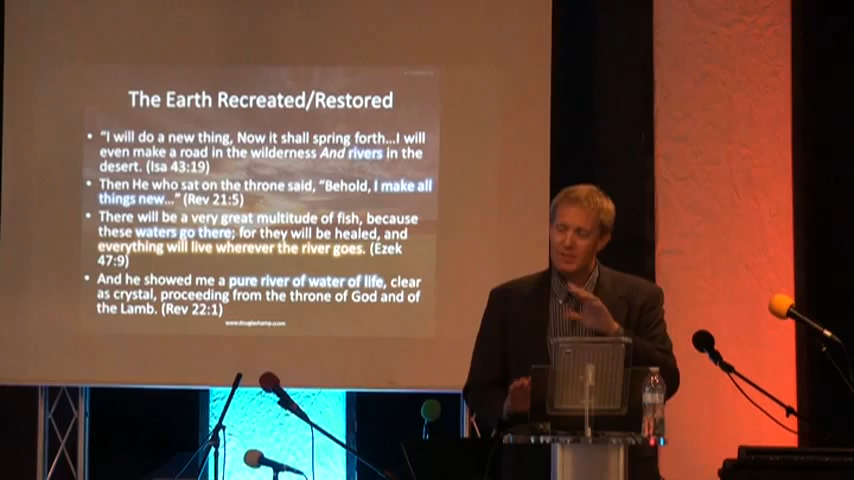 The Earth Recreated/Restored
• "I will do a new thing, Now it shall spring forth...I will
even make a road in the wilderness And rivers in the
desert. (Isa 43:19)
• Then He who sat on the throne said, "Behold, I make all
things new..." (Rev 21:5)
• There will be a very great multitude of fish, because
these waters go there; for they will be healed, and
everything will live wherever the river goes. (Ezek
47:9)
• And he showed me a pure river of water of life, clear
as crystal, proceeding from the throne of God and of
the Lamb. (Rev 22:1)